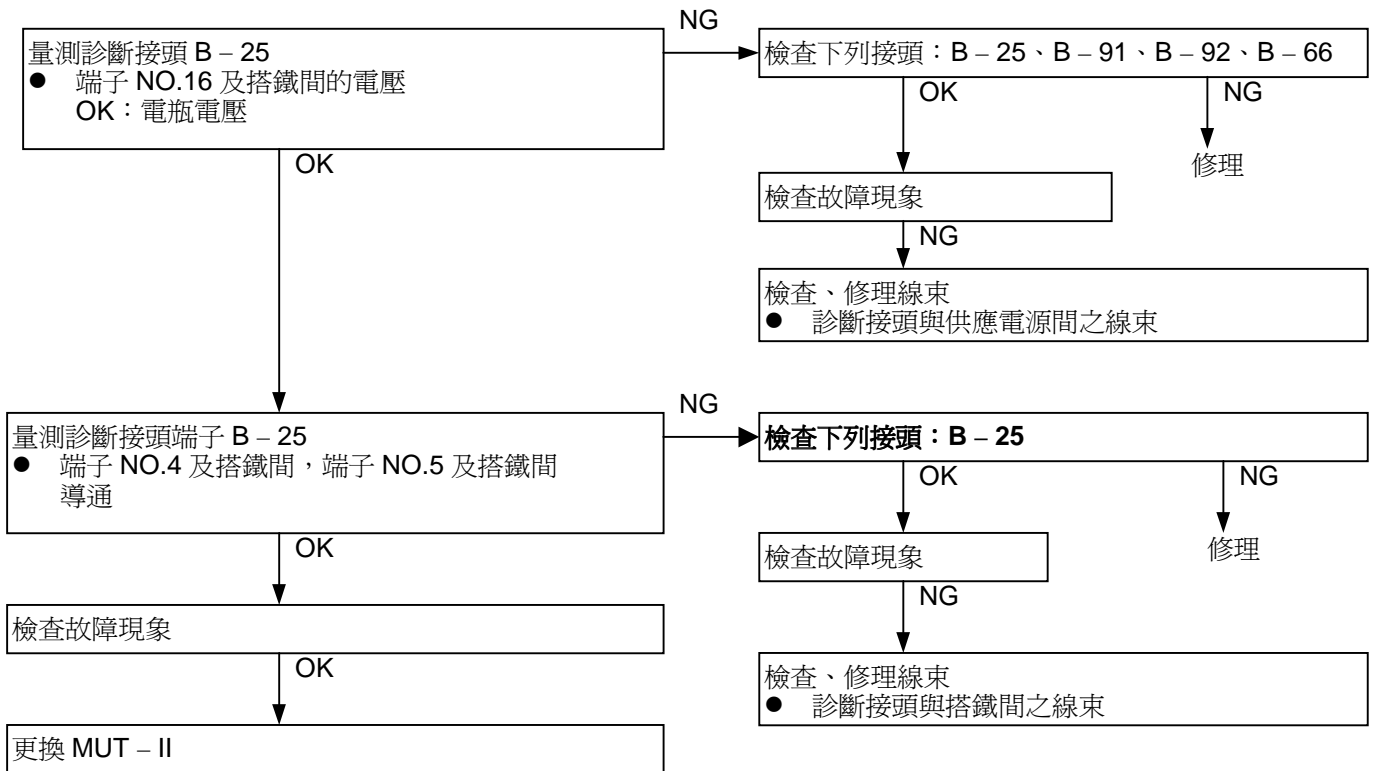 NG
量測診斷接頭 B – 25
● 端子 NO.16 及搭鐵間的電壓
OK：電瓶電壓
檢查下列接頭：B – 25、B – 91、B – 92、B – 66
OK
NG
OK
修理
檢查故障現象
NG
檢查、修理線束
● 診斷接頭與供應電源間之線束
NG
量測診斷接頭端子 B – 25
● 端子 NO.4 及搭鐵間，端子 NO.5 及搭鐵間
導通
檢查下列接頭：B – 25
OK
NG
OK
檢查故障現象
修理
NG
檢查故障現象
OK
檢查、修理線束
● 診斷接頭與搭鐵間之線束
更換 MUT – II